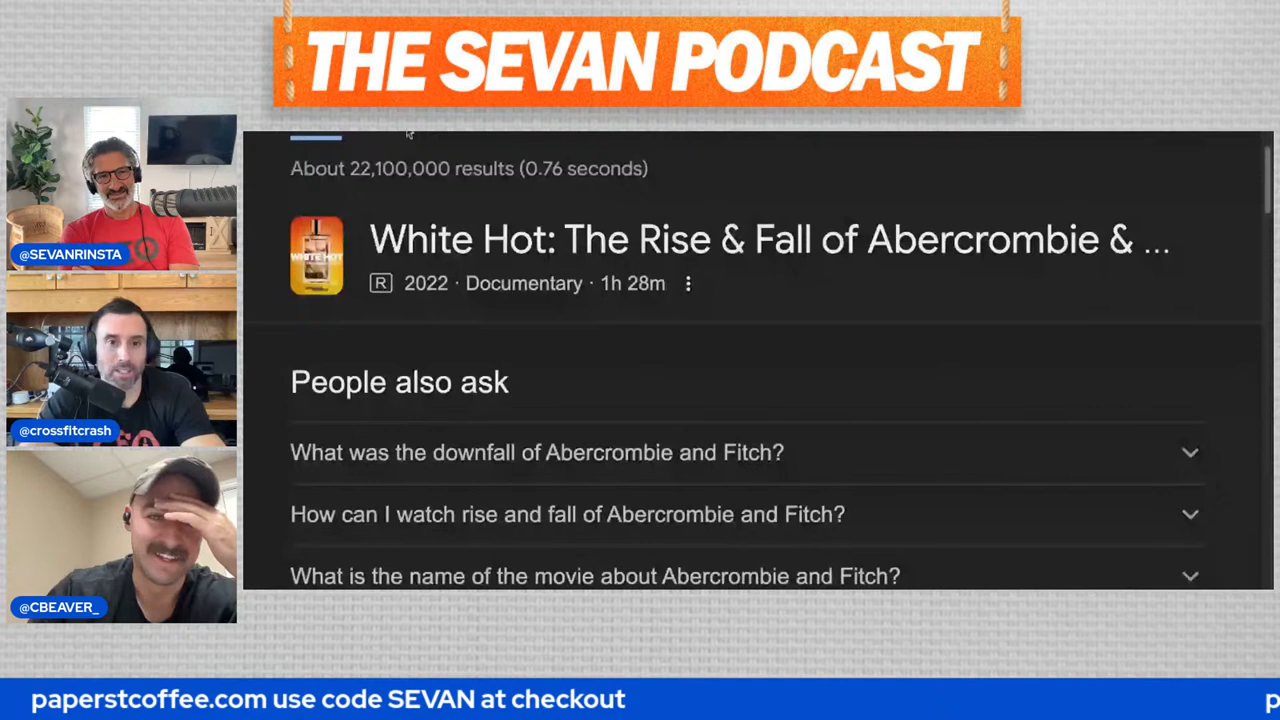 THE SEVAN PODCAST
About 22,100,000 results (0.76 seconds)
WHITE HOT
White Hot: The Rise & Fall of Abercrombie & ...
R 2022 · Documentary · 1h 28m
People also ask
What was the downfall of Abercrombie and Fitch?
How can I watch rise and fall of Abercrombie and Fitch?
What is the name of the movie about Abercrombie and Fitch?
@SEVANRINSTA
@crossfitcrash
@CBEAVER_
paperstcoffee.com use code SEVAN at checkout
p